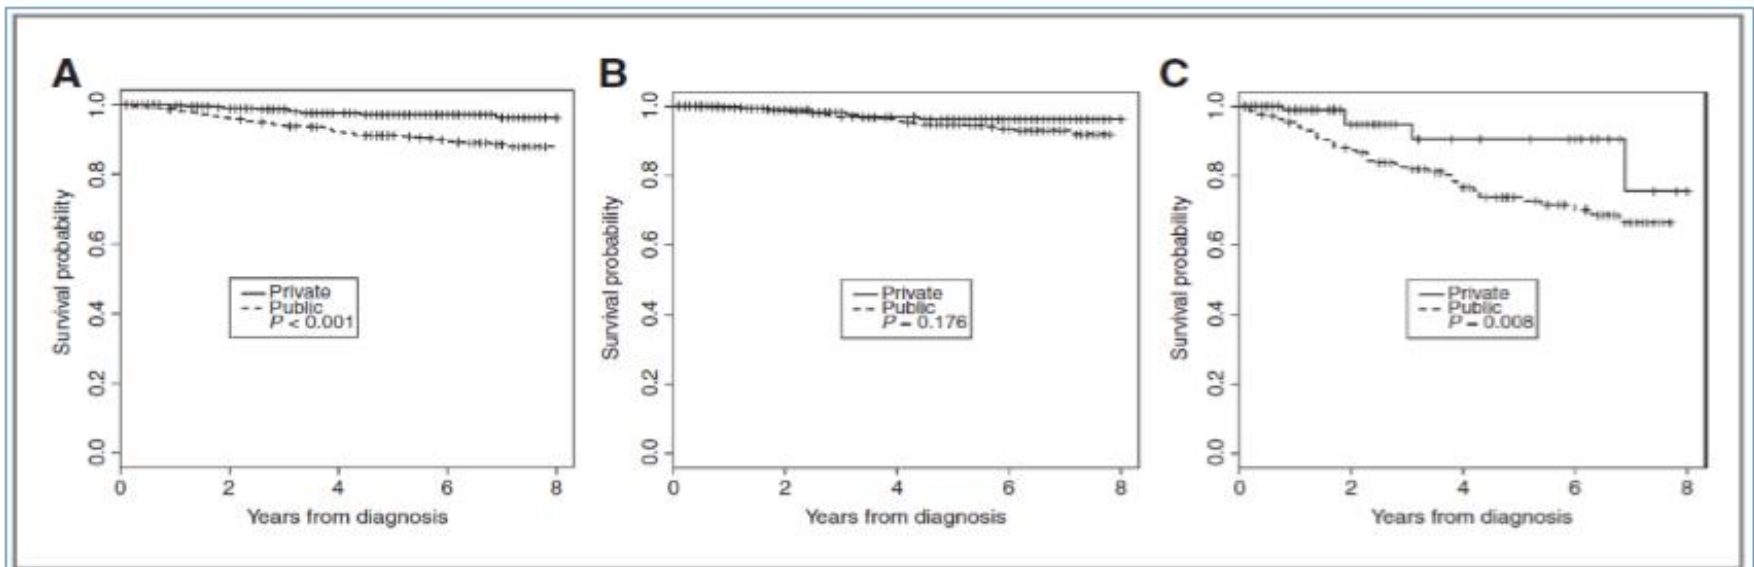 A
Survival probability
1.0
0.8
0.6
0.4
0.2
0.0
Private
Public
P < 0.001
0 2 4 6 8
Years from diagnosis
B
Survival probability
1.0
0.8
0.6
0.4
0.2
0.0
Private
Public
P = 0.176
0 2 4 6 8
Years from diagnosis
C
Survival probability
1.0
0.8
0.6
0.4
0.2
0.0
Private
Public
P = 0.008
0 2 4 6 8
Years from diagnosis